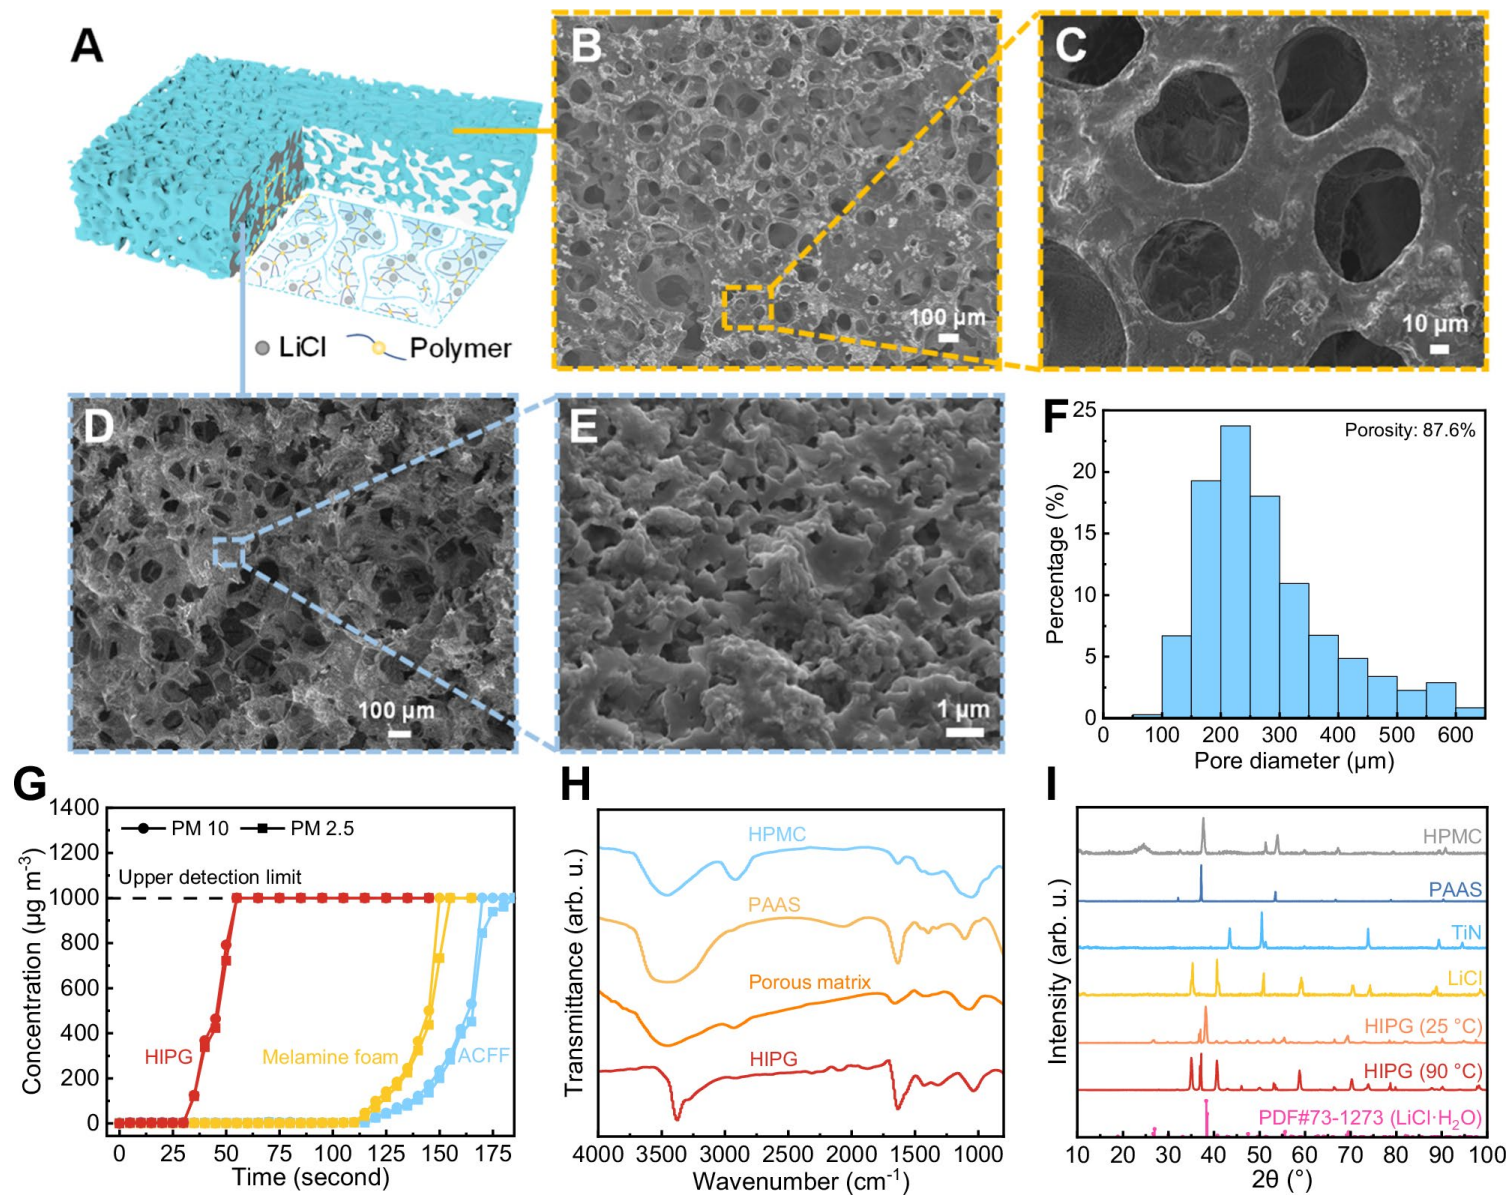 A
LiCl
Polymer
B
100 μm
C
10 μm
D
100 μm
E
1 μm
F
Porosity: 87.6%
Percentage (%)
25
20
15
10
5
0
0 100 200 300 400 500 600
Pore diameter (μm)
G
PM 10 PM 2.5
Upper detection limit
HIPG
Melamine foam
ACFF
Concentration (μg m⁻³)
1400
1200
1000
800
600
400
200
0
0 25 50 75 100 125 150 175
Time (second)
H
HPMC
PAAS
Porous matrix
HIPG
Transmittance (arb. u.)
4000 3500 3000 2500 2000 1500 1000
Wavenumber (cm⁻¹)
I
HPMC
PAAS
TiN
LiCl
HIPG (25 °C)
HIPG (90 °C)
PDF#73-1273 (LiCl·H₂O)
Intensity (arb. u.)
10 20 30 40 50 60 70 80 90 100
2θ (°)